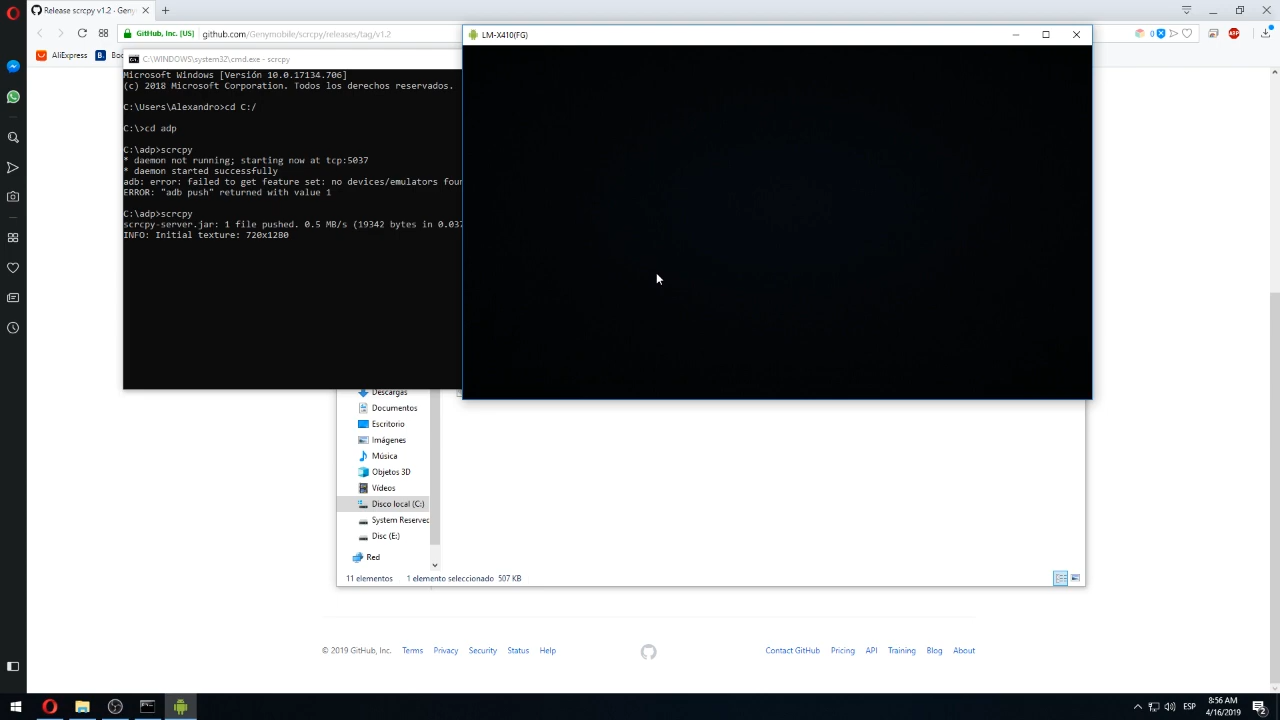 Release scrcpy v1.2 · Geny
GitHub, Inc. [US]
github.com/Genymobile/scrcpy/releases/tag/v1.2
0
ABP
AliExpress
B.
C:\WINDOWS\system32\cmd.exe - scrcpy
Microsoft Windows [Versión 10.0.17134.706]
(c) 2018 Microsoft Corporation. Todos los derechos reservados.
C:\Users\Alexandro>cd C:/
C:\>cd adp
C:\adp>scrcpy
* daemon not running; starting now at tcp:5037
* daemon started successfully
adb: error: failed to get feature set: no devices/emulators foun
ERROR: "adb push" returned with value 1
C:\adp>scrcpy
scrcpy-server.jar: 1 file pushed. 0.5 MB/s (19342 bytes in 0.037
INFO: Initial texture: 720x1280
LM-X410(FG)
Descargas
Documentos
Escritorio
Imágenes
Música
Objetos 3D
Vídeos
Disco local (C:)
System Reserved
Disc (E:)
Red
11 elementos 1 elemento seleccionado 507 KB
© 2019 GitHub, Inc. Terms Privacy Security Status Help
Contact GitHub Pricing API Training Blog About
ESP
8:56 AM
4/16/2019
2